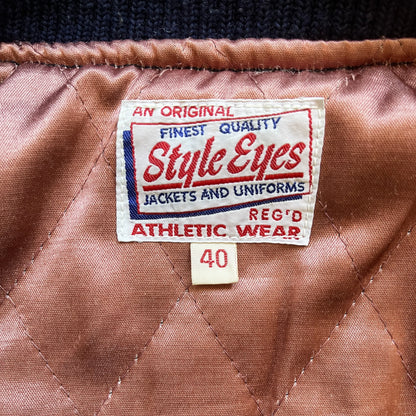 AN ORIGINAL
FINEST QUALITY
Style Eyes
JACKETS AND UNIFORMS
REG'D
ATHLETIC WEAR
40